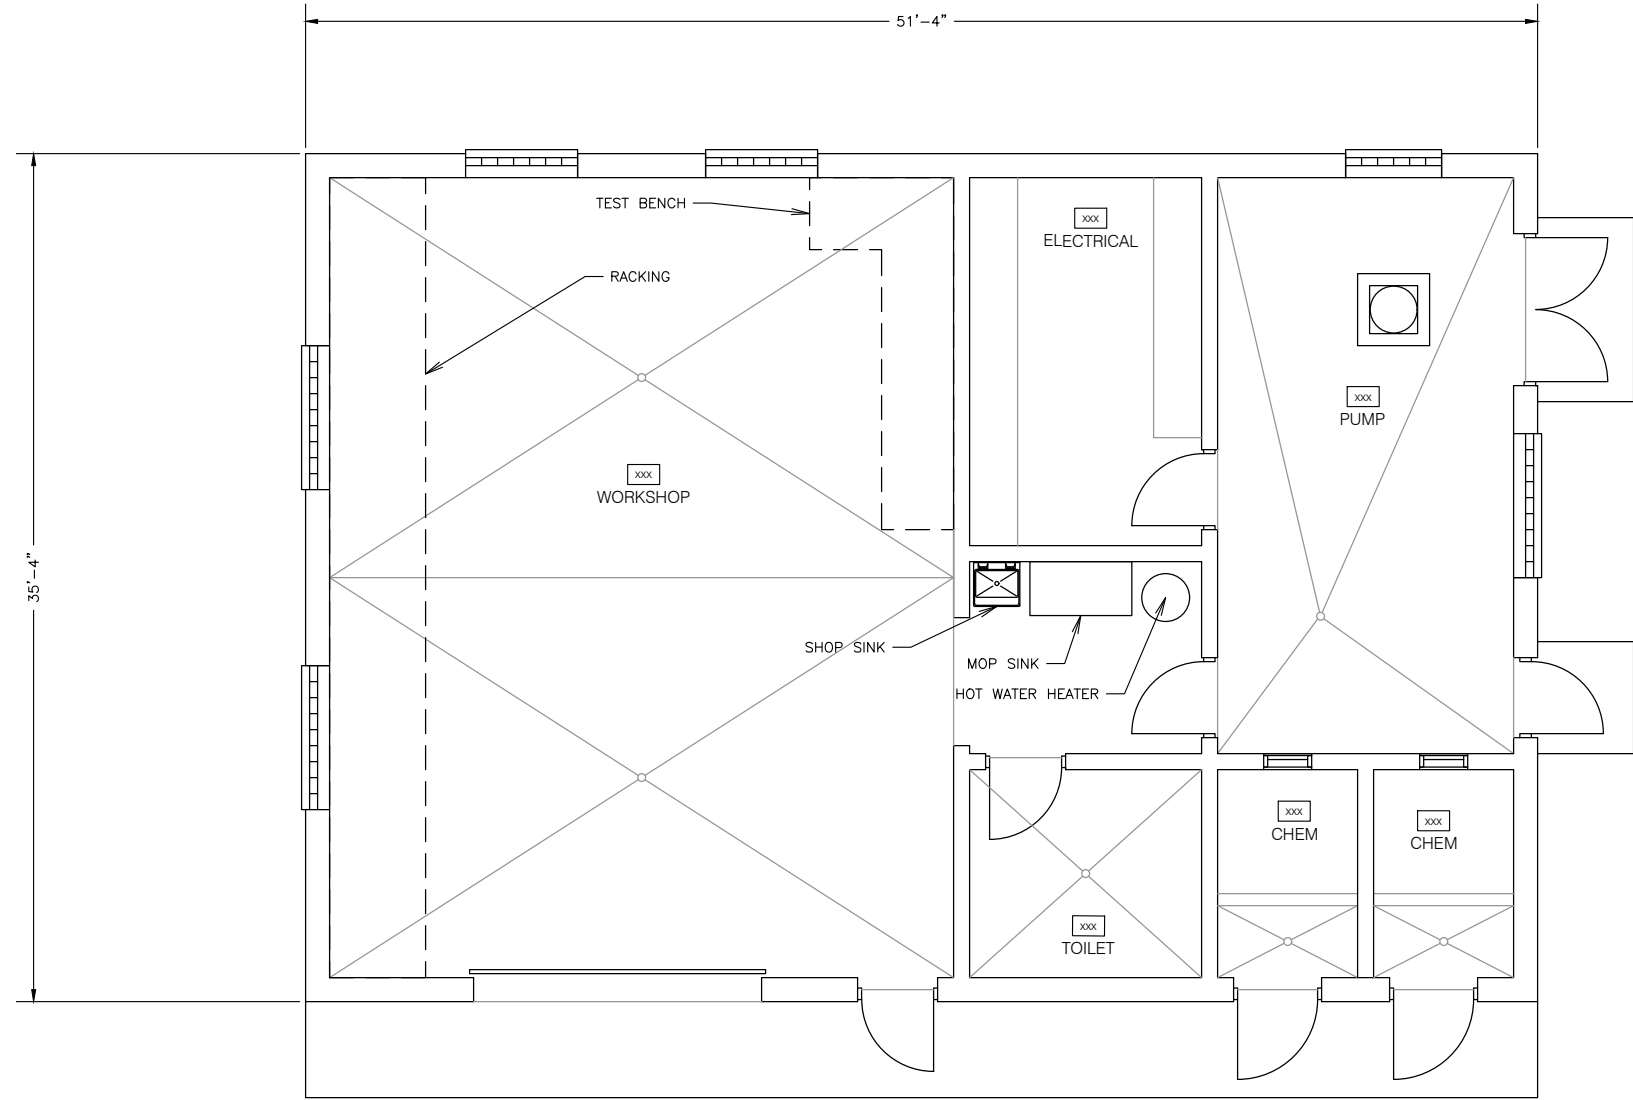 51'-4"
TEST BENCH
xxx
ELECTRICAL
RACKING
xxx
PUMP
xxx
WORKSHOP
35'-4"
SHOP SINK
MOP SINK
HOT WATER HEATER
xxx
CHEM
xxx
CHEM
xxx
TOILET